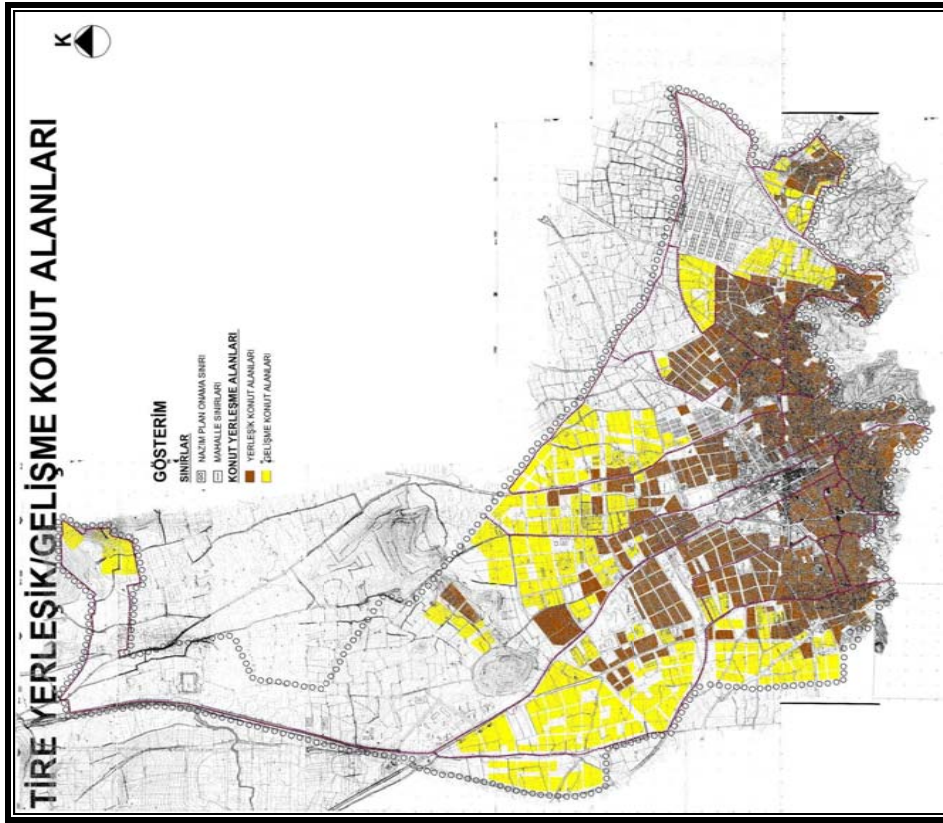 TİRE YERLEŞİK/GELİŞME KONUT ALANLARI
K
GÖSTERİM
SINIRLAR
NAZIM PLAN ONAMA SINIRI
MAHALLE SINIRLARI
KONUT YERLEŞME ALANLARI
YERLEŞİK KONUT ALANLARI
GELİŞME KONUT ALANLARI